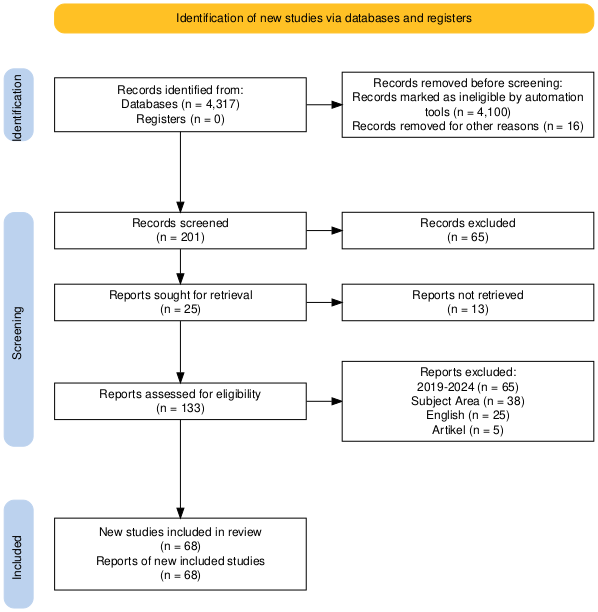 Identification of new studies via databases and registers
Identification
Records identified from:
Databases (n = 4,317)
Registers (n = 0)
Records removed before screening:
Records marked as ineligible by automation
tools (n = 4,100)
Records removed for other reasons (n = 16)
Screening
Records screened
(n = 201)
Records excluded
(n = 65)
Reports sought for retrieval
(n = 25)
Reports not retrieved
(n = 13)
Reports assessed for eligibility
(n = 133)
Reports excluded:
2019-2024 (n = 65)
Subject Area (n = 38)
English (n = 25)
Artikel (n = 5)
Included
New studies included in review
(n = 68)
Reports of new included studies
(n = 68)